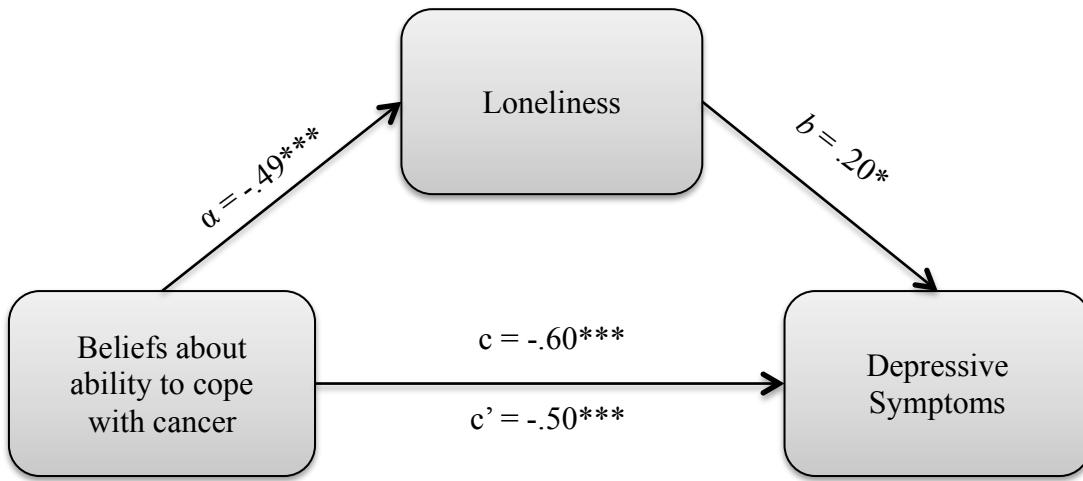 Loneliness
α = -.49***
b = .20*
Beliefs about
ability to cope
with cancer
c = -.60***
c’ = -.50***
Depressive
Symptoms